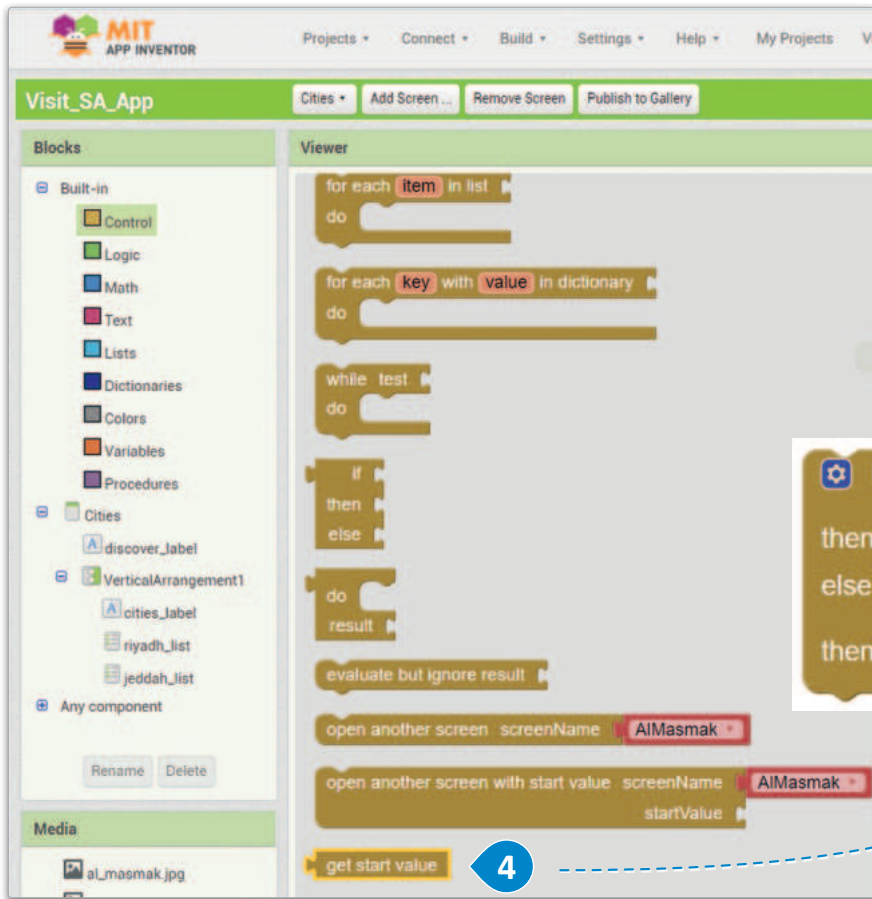 MIT
APP INVENTOR
Projects Connect Build Settings Help My Projects
Visit_SA_App
Cities Add Screen ... Remove Screen Publish to Gallery
Blocks
Built-in
Control
Logic
Math
Text
Lists
Dictionaries
Colors
Variables
Procedures
Cities
discover_label
VerticalArrangement1
cities_label
riyadh_list
jeddah_list
Any component
Rename Delete
Media
al_masmak.jpg
Viewer
for each item in list
do
for each key with value in dictionary
do
while test
do
if
then
else
do
result
evaluate but ignore result
open another screen screenName AlMasmak
open another screen with start value screenName AlMasmak
startValue
get start value
4
then
else
then